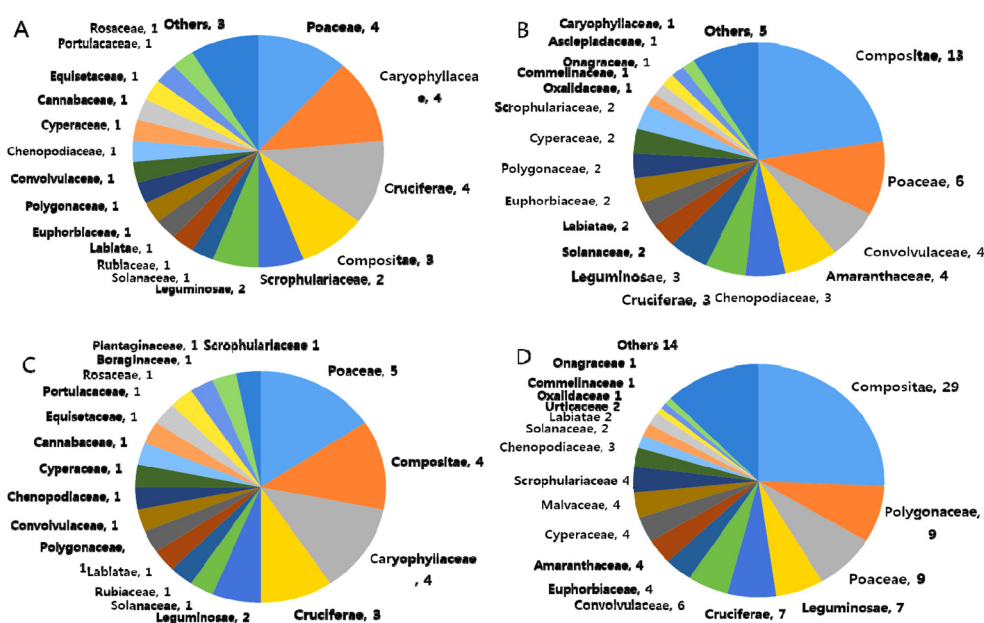 A
Rosaceae, 1
Others, 3
Poaceae, 4
Portulacaceae, 1
Caryophyllacea
e, 4
Equisetaceae, 1
Cannabaceae, 1
Cyperaceae, 1
Chenopodiaceae, 1
Cruciferae, 4
Convolvulaceae, 1
Polygonaceae, 1
Euphorbiaceae, 1
Compositae, 3
Labiatae, 1
Rubiaceae, 1
Solanaceae, 1
Scrophulariaceae, 2
Leguminosae, 2
B
Caryophyllaceae, 1
Others, 5
Asclepiadaceae, 1
Compositae, 13
Onagraceae, 1
Commelinaceae, 1
Oxalidaceae, 1
Scrophulariaceae, 2
Cyperaceae, 2
Polygonaceae, 2
Poaceae, 6
Euphorbiaceae, 2
Labiatae, 2
Solanaceae, 2
Convolvulaceae, 4
Leguminosae, 3
Amaranthaceae, 4
Cruciferae, 3
Chenopodiaceae, 3
C
Plantaginaceae, 1
Scrophulariaceae 1
Boraginaceae, 1
Rosaceae, 1
Poaceae, 5
Portulacaceae, 1
Equisetaceae, 1
Cannabaceae, 1
Compositae, 4
Cyperaceae, 1
Chenopodiaceae, 1
Convolvulaceae, 1
Polygonaceae,
1
Caryophyllaceae
, 4
Labiatae, 1
Rubiaceae, 1
Solanaceae, 1
Leguminosae, 2
Cruciferae, 3
D
Others 14
Onagraceae 1
Compositae, 29
Commelinaceae 1
Oxalidaceae 1
Urticaceae 2
Labiatae 2
Solanaceae, 2
Chenopodiaceae, 3
Scrophulariaceae 4
Malvaceae, 4
Polygonaceae,
9
Cyperaceae, 4
Amaranthaceae, 4
Poaceae, 9
Euphorbiaceae, 4
Convolvulaceae, 6
Leguminosae, 7
Cruciferae, 7